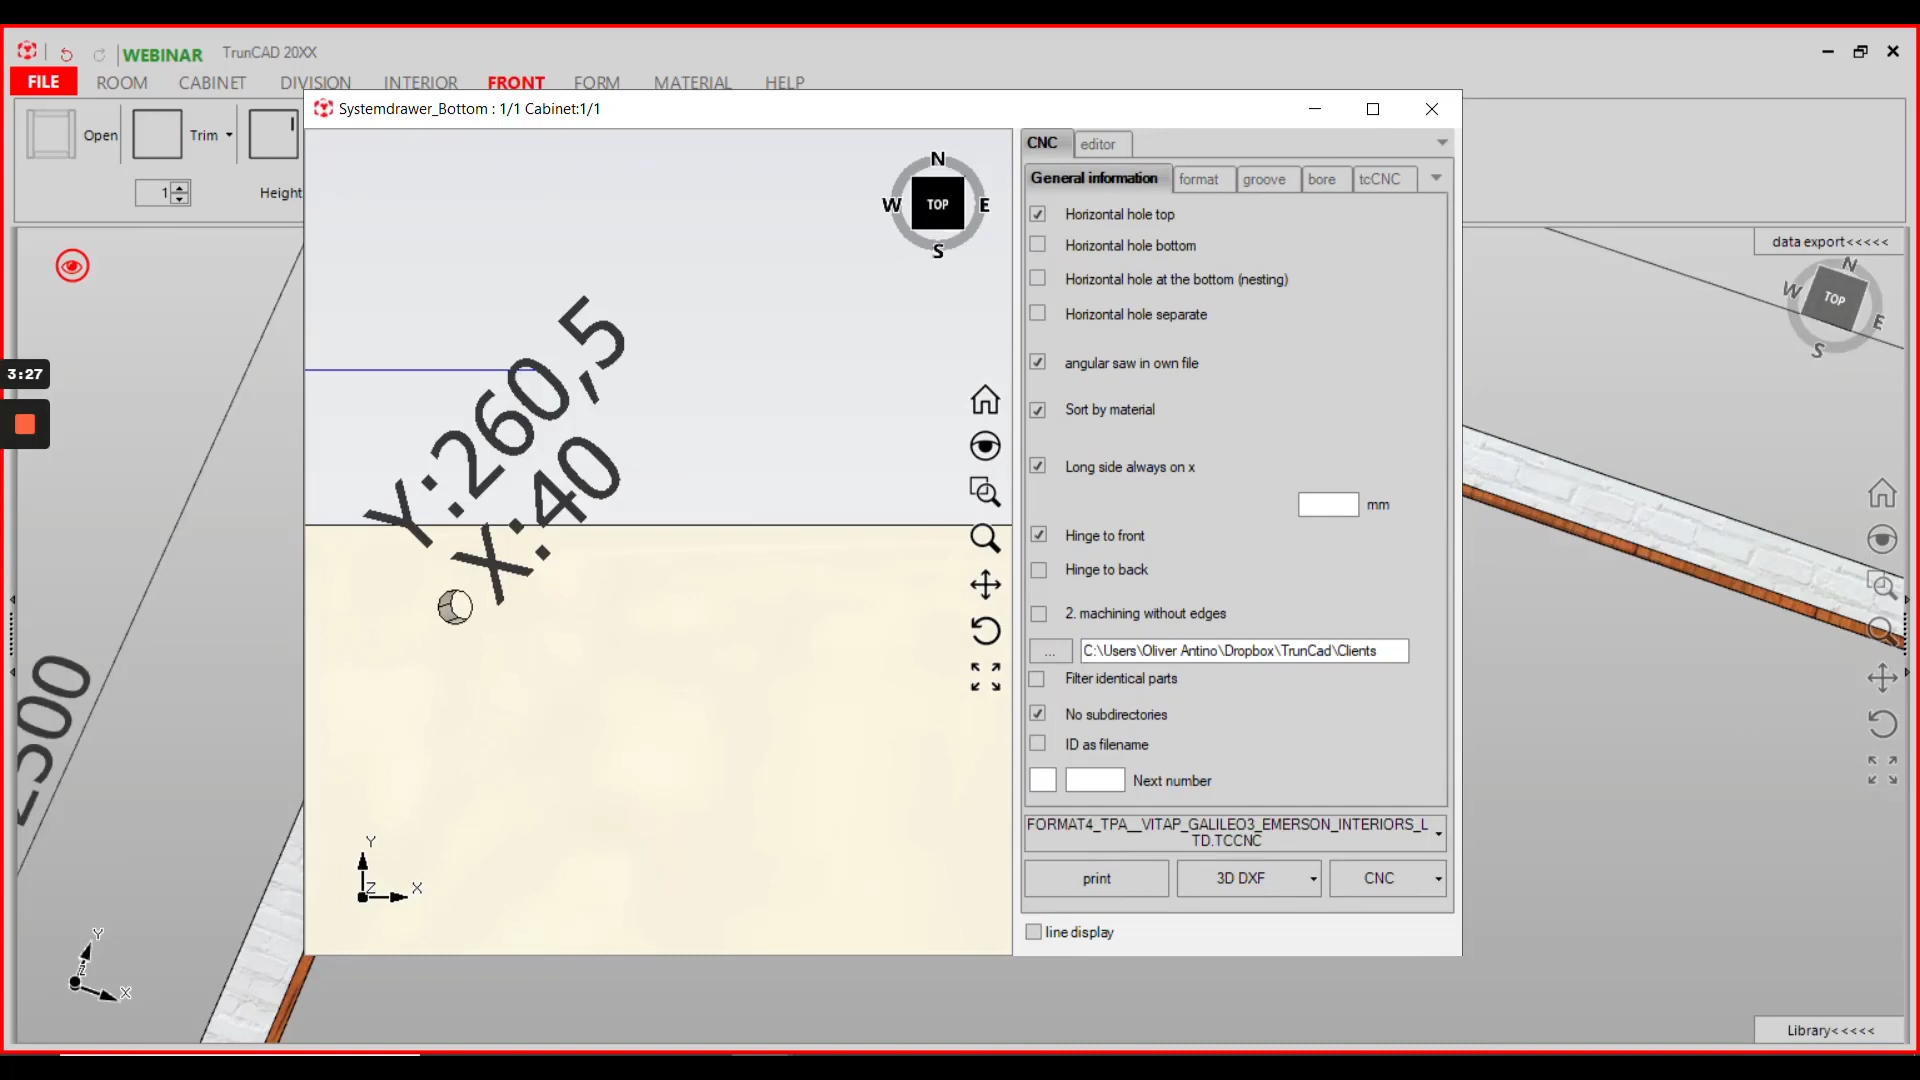 WEBINAR TrunCAD 20XX
FILE ROOM CABINET DIVISION INTERIOR FRONT FORM MATERIAL HELP
Systemdrawer_Bottom : 1/1 Cabinet:1/1
Open Trim
1 Height
CNC editor
General information format groove bore tcCNC
Horizontal hole top
Horizontal hole bottom
Horizontal hole at the bottom (nesting)
Horizontal hole separate
angular saw in own file
Sort by material
Long side always on x
mm
Hinge to front
Hinge to back
2. machining without edges
... C:\Users\Oliver Antino\Dropbox\TrunCad\Clients
Filter identical parts
No subdirectories
ID as filename
Next number
FORMAT4_TPA__VITAP_GALILEO3_EMERSON_INTERIORS_L
TD.TCCNC
print 3D DXF CNC
line display
N
W TOP E
S
Y:260,5
X:40
Y
Z X
data export<<<<<
N
W TOP E
S
3:27
2500
Y
Z
X
Library<<<<<